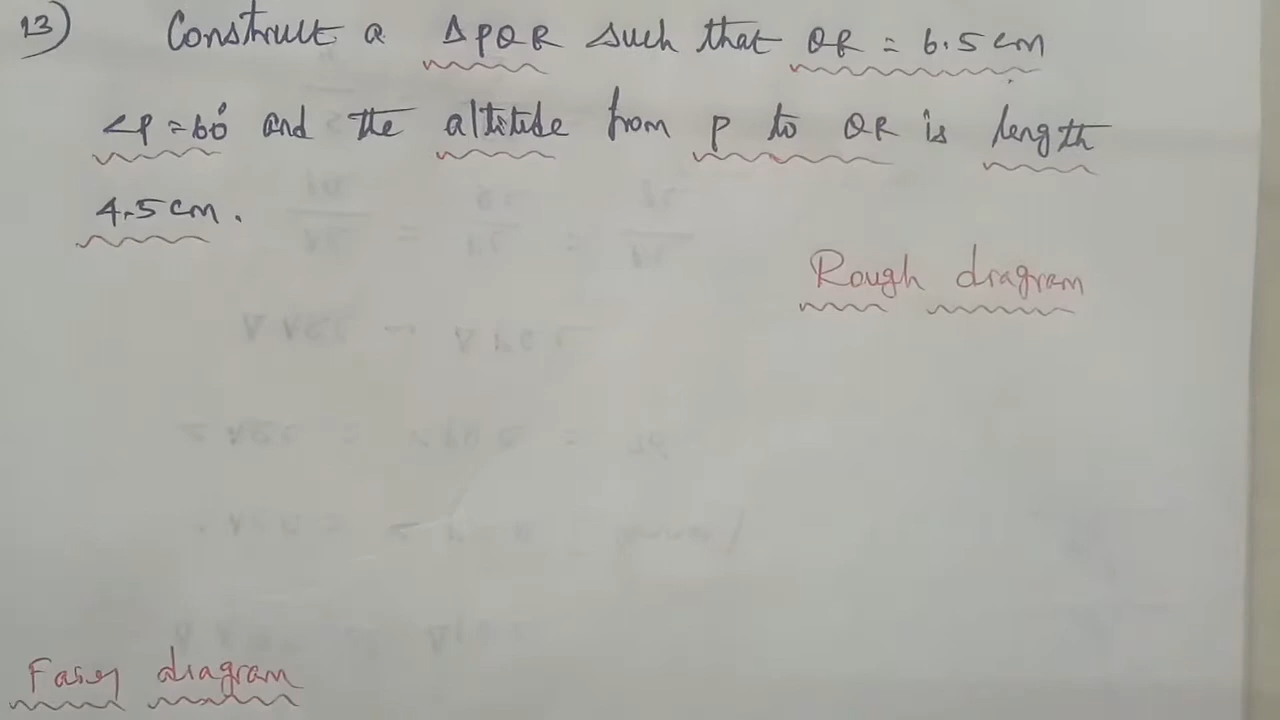 13) Construct a ΔPQR such that QR = 6.5 cm
∠P = 60° and the altitude from P to QR is length
4.5 cm.
Rough diagram
diagram